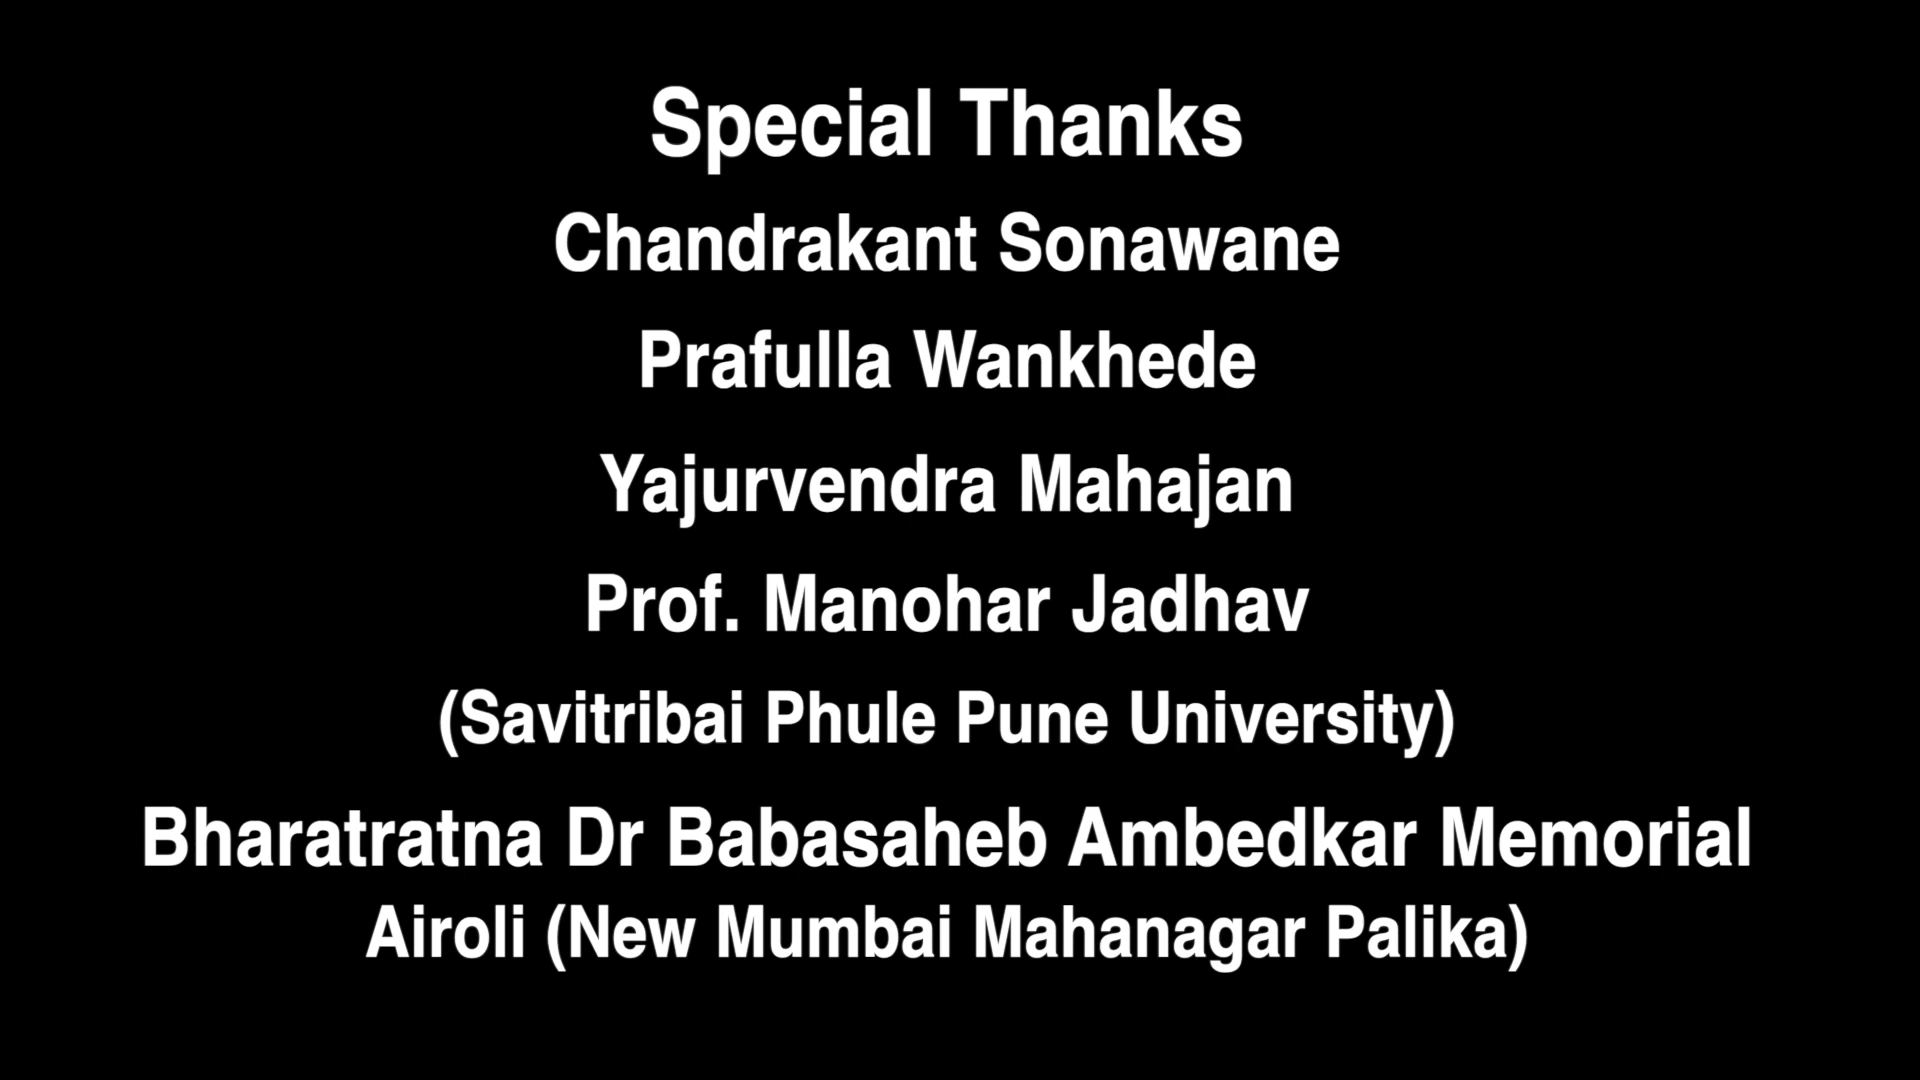 Special Thanks
Chandrakant Sonawane
Prafulla Wankhede
Yajurvendra Mahajan
Prof. Manohar Jadhav
(Savitribai Phule Pune University)
Bharatratna Dr Babasaheb Ambedkar Memorial
Airoli (New Mumbai Mahanagar Palika)